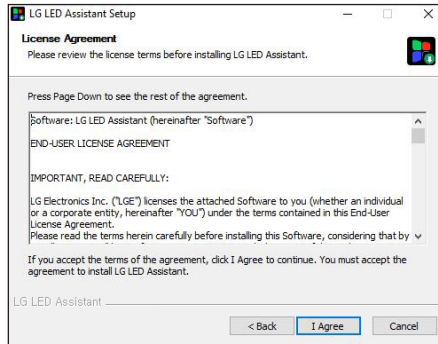 LG LED Assistant Setup
License Agreement
Please review the license terms before installing LG LED Assistant.
Press Page Down to see the rest of the agreement.
Software: LG LED Assistant (hereinafter "Software")
END-USER LICENSE AGREEMENT
IMPORTANT, READ CAREFULLY:
LG Electronics Inc. ("LGE") licenses the attached Software to you (whether an individual
or a corporate entity, hereinafter "YOU") under the terms contained in this End-User
License Agreement.
Please read the terms herein carefully before installing this Software, considering that by
If you accept the terms of the agreement, click I Agree to continue. You must accept the
agreement to install LG LED Assistant.
LG LED Assistant
< Back I Agree Cancel